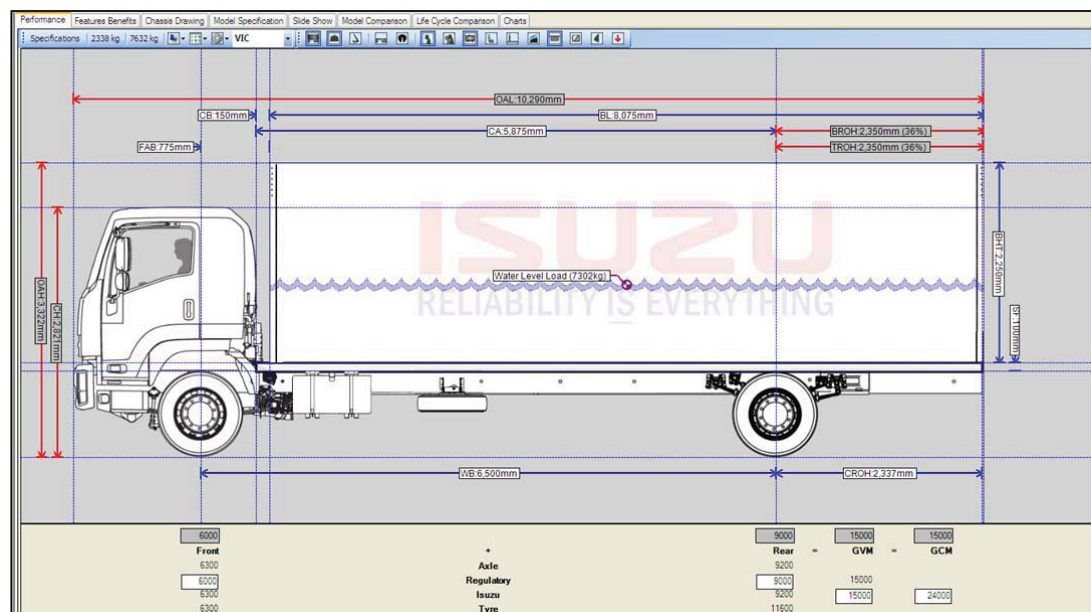 Performance Features Benefits Chassis Drawing Model Specification Slide Show Model Comparison Life Cycle Comparison Charts
Specifications 2338 kg 7632 kg VIC
OAL:10,290mm
CB:150mm BL:8,075mm
CA:5,875mm BROH:2,350mm (36%)
FAB:775mm TROH:2,350mm (36%)
ISUZU
RELIABILITY IS EVERYTHING
Water Level Load (7302kg)
OAH:3,322mm
CH:2,821mm
BHT:2,250mm
SF:100mm
WB:6,500mm CROH:2,337mm
6000 9000 15000 15000
Front + Rear = GVM = GCM
6300 Axle 9200
6000 Regulatory 9000 15000
6300 Isuzu 9200 15000 24000
6300 Tyre 11600